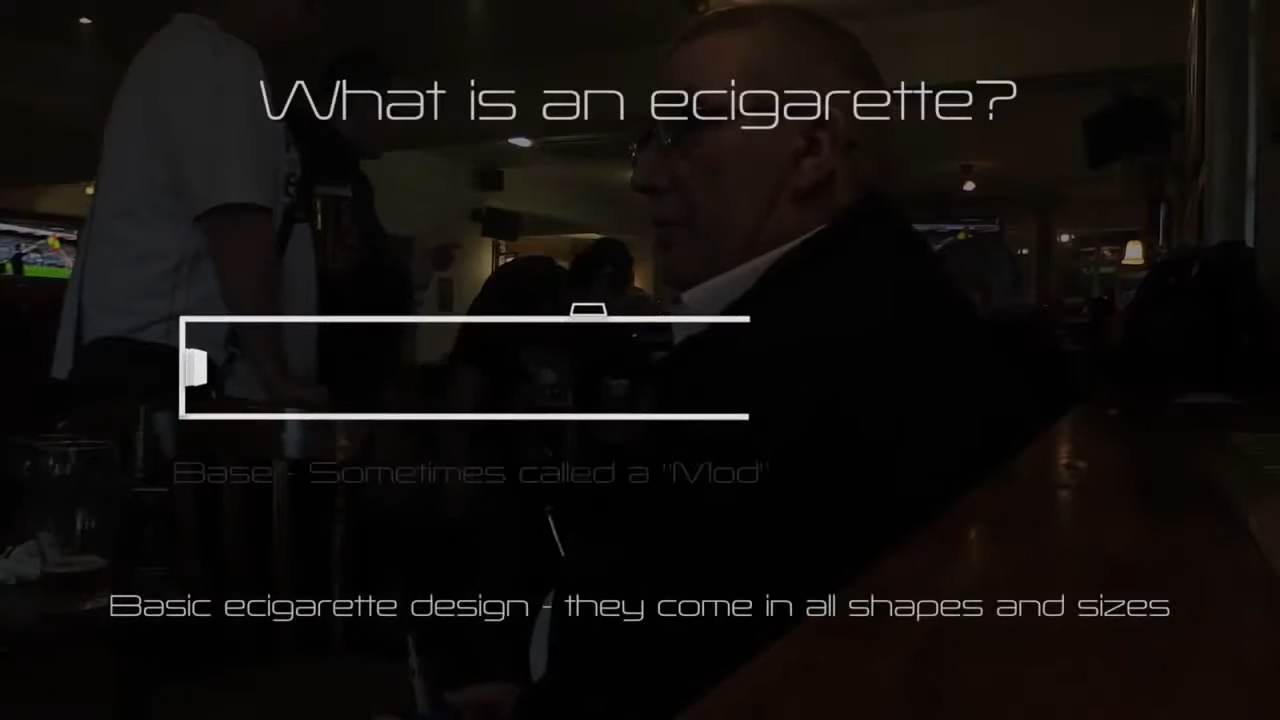 What is an ecigarette?
Base - Sometimes called a "Mod"
Basic ecigarette design - they come in all shapes and sizes